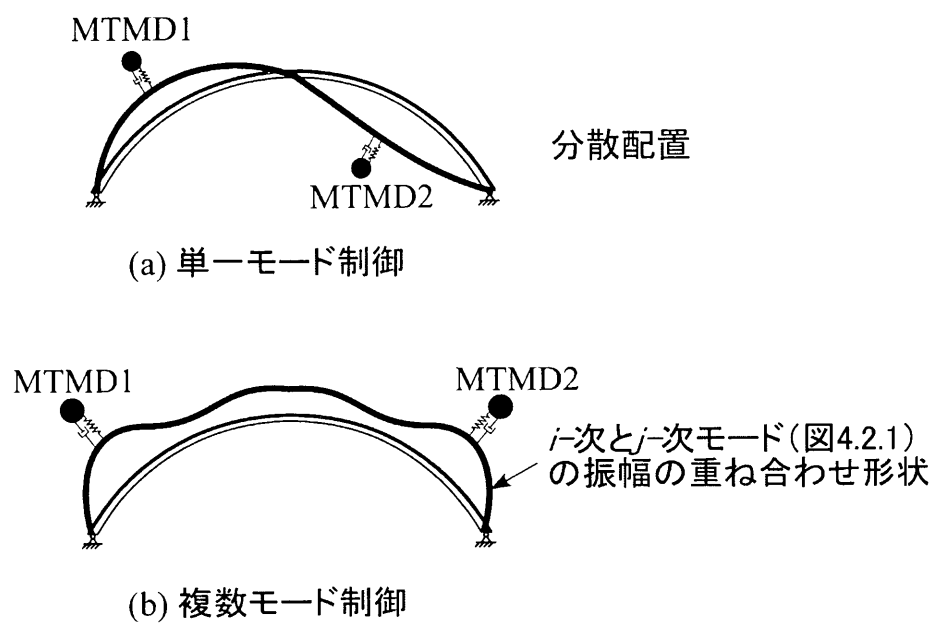 MTMD1
分散配置
MTMD2
(a) 単一モード制御
MTMD1
MTMD2
i-次とj-次モード(図4.2.1)
の振幅の重ね合わせ形状
(b) 複数モード制御